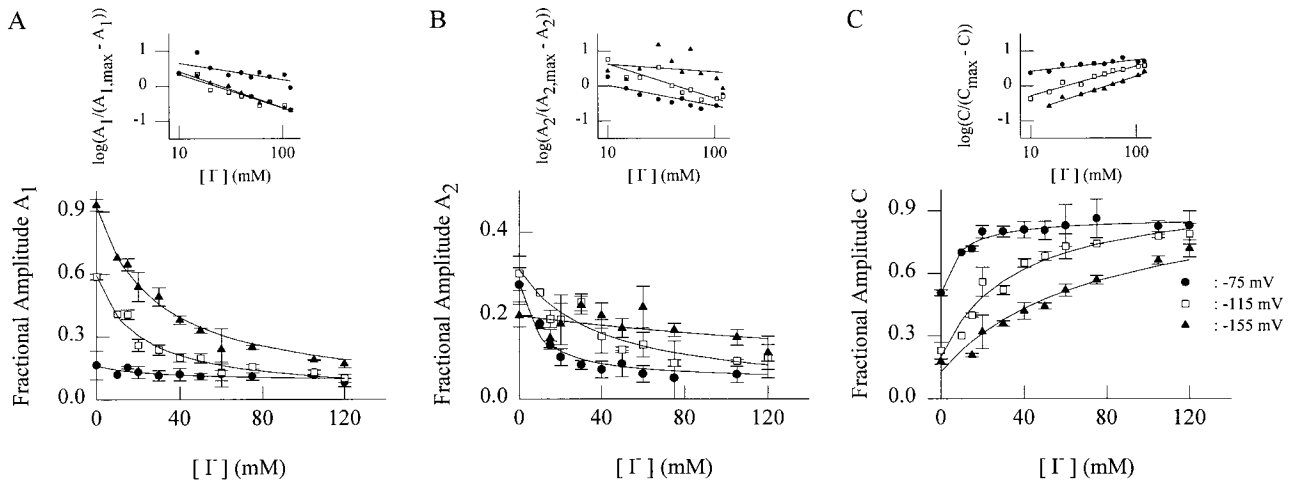 A
log(A1/(A1,max - A1))
1
0
-1
10
100
[ I- ] (mM)
Fractional Amplitude A1
0.9
0.6
0.3
0.0
0
40
80
120
[ I- ] (mM)
B
log(A2/(A2,max - A2))
1
0
-1
10
100
[ I- ] (mM)
Fractional Amplitude A2
0.4
0.2
0.0
0
40
80
120
[ I- ] (mM)
C
log(C/(Cmax - C))
1
0
-1
10
100
[ I- ] (mM)
Fractional Amplitude C
0.9
0.6
0.3
0.0
0
40
80
120
[ I- ] (mM)
: -75 mV
: -115 mV
: -155 mV